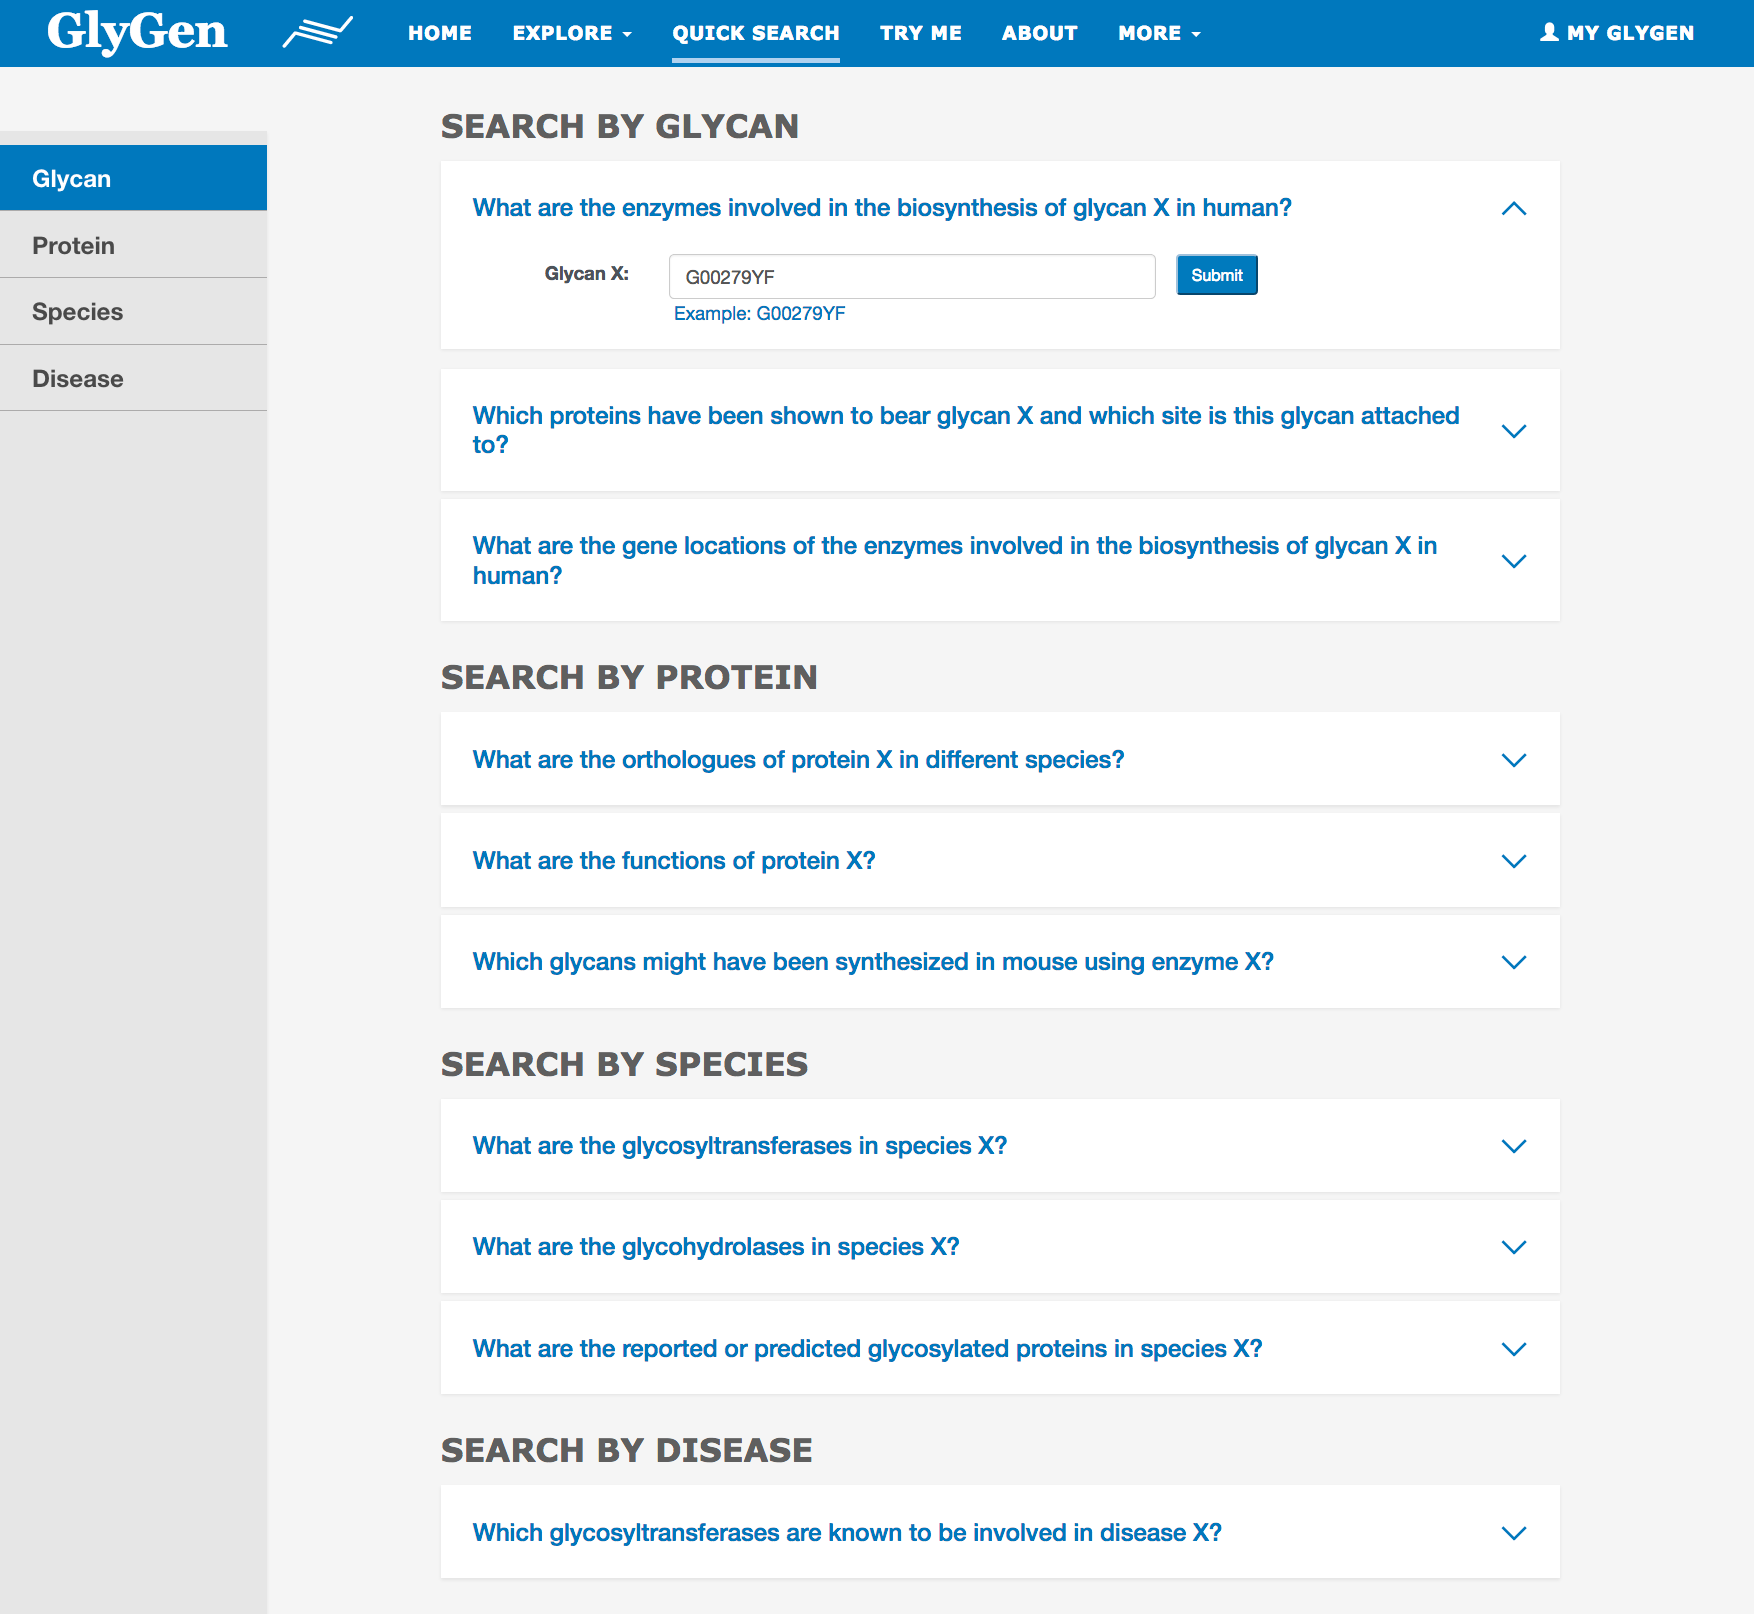 GlyGen
HOME EXPLORE QUICK SEARCH TRY ME ABOUT MORE MY GLYGEN
Glycan
Protein
Species
Disease
SEARCH BY GLYCAN
What are the enzymes involved in the biosynthesis of glycan X in human?
Glycan X: G00279YF Submit
Example: G00279YF
Which proteins have been shown to bear glycan X and which site is this glycan attached
to?
What are the gene locations of the enzymes involved in the biosynthesis of glycan X in
human?
SEARCH BY PROTEIN
What are the orthologues of protein X in different species?
What are the functions of protein X?
Which glycans might have been synthesized in mouse using enzyme X?
SEARCH BY SPECIES
What are the glycosyltransferases in species X?
What are the glycohydrolases in species X?
What are the reported or predicted glycosylated proteins in species X?
SEARCH BY DISEASE
Which glycosyltransferases are known to be involved in disease X?